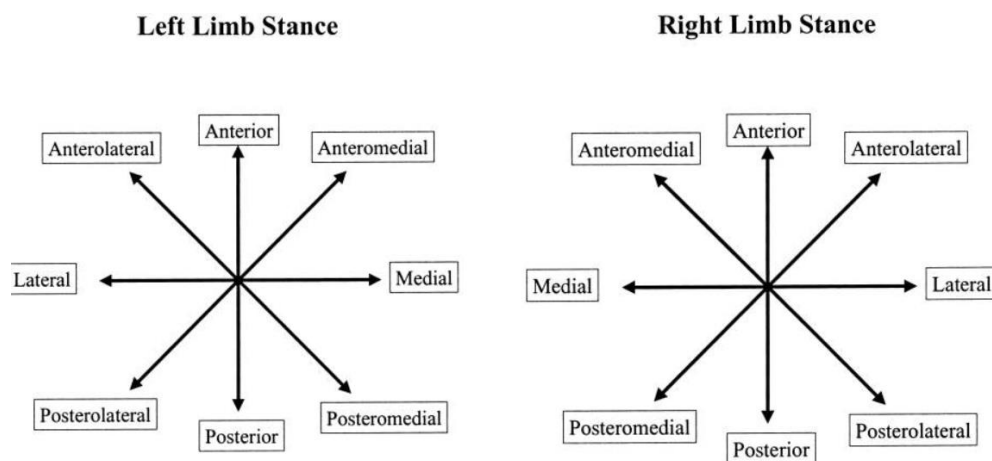 Left Limb Stance
Anterior
Anterolateral
Anteromedial
Lateral
Medial
Posterolateral
Posterior
Posteromedial
Right Limb Stance
Anterior
Anteromedial
Anterolateral
Medial
Lateral
Posteromedial
Posterior
Posterolateral